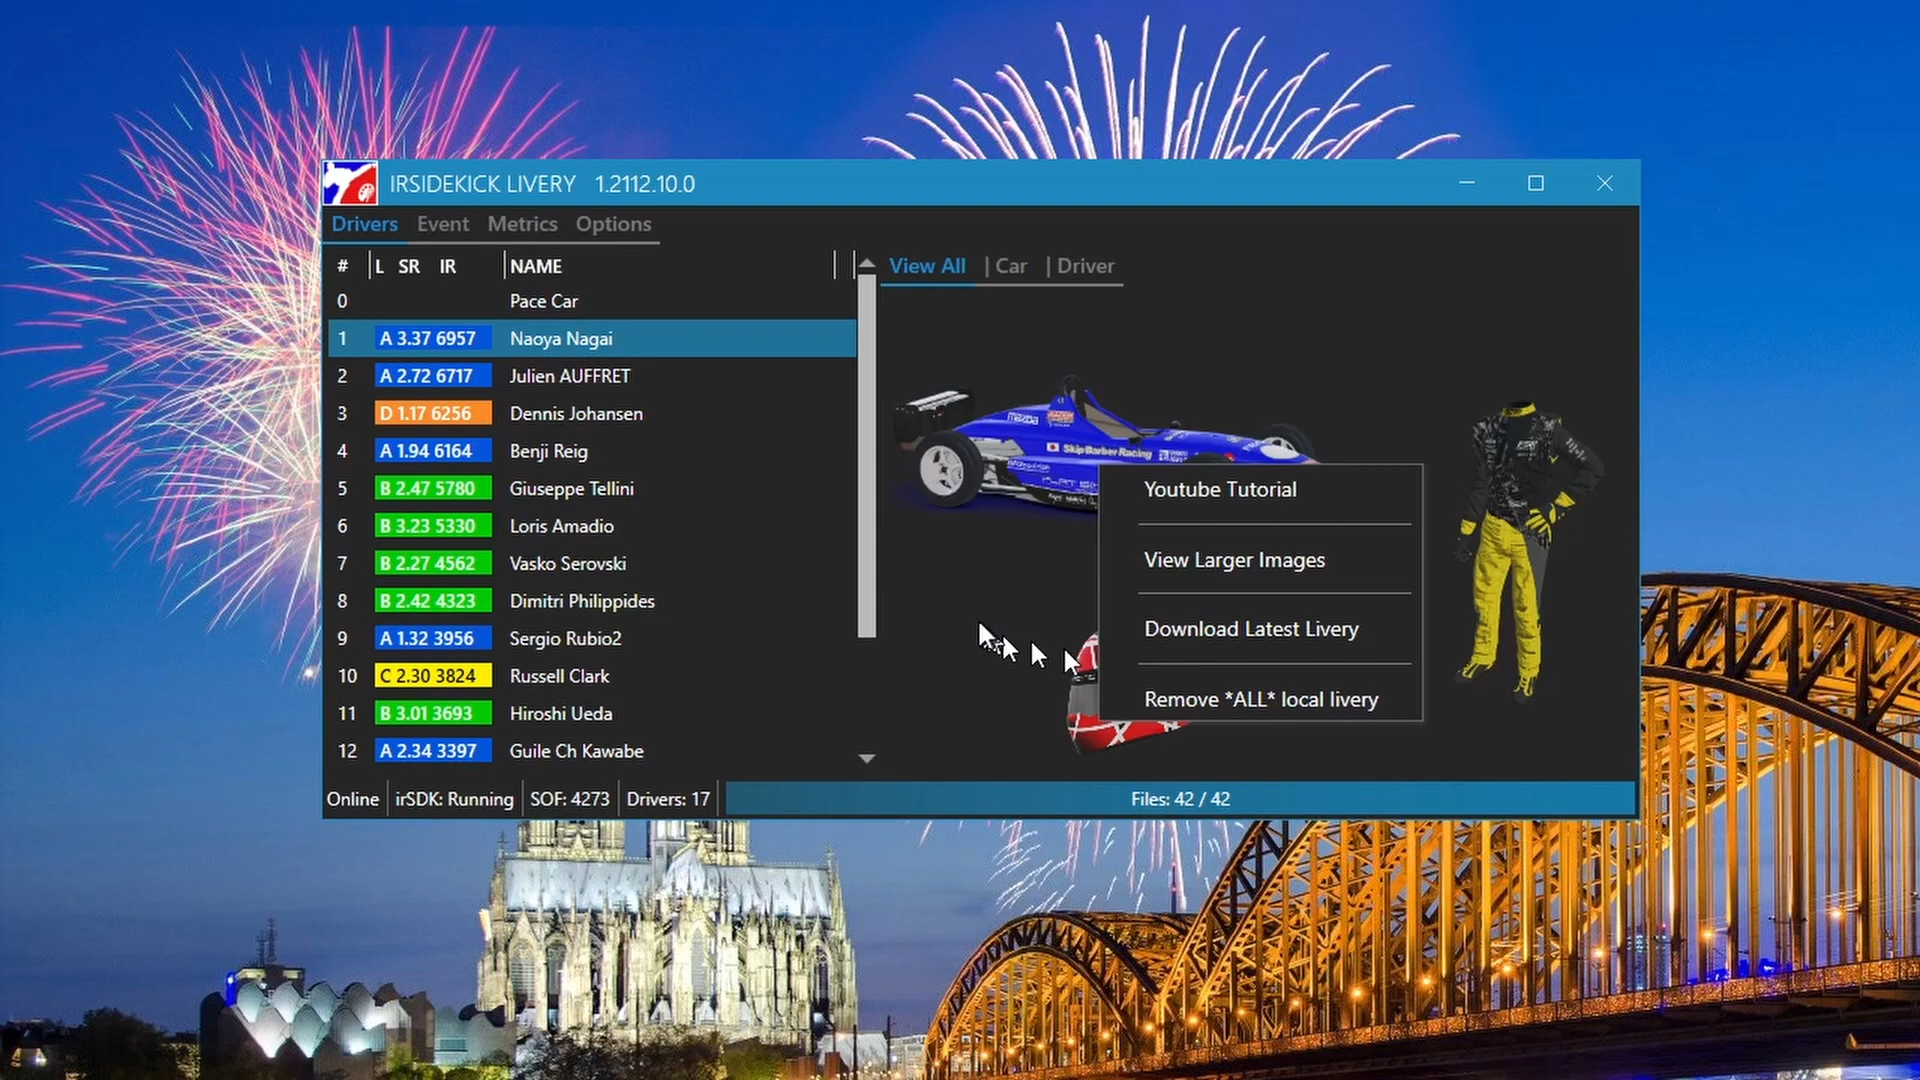 IRSIDEKICK LIVERY 1.2112.10.0
Drivers Event Metrics Options
# L SR IR NAME
View All Car Driver
0 Pace Car
1 A 3.37 6957 Naoya Nagai
2 A 2.72 6717 Julien AUFFRET
3 D 1.17 6256 Dennis Johansen
4 A 1.94 6164 Benji Reig
5 B 2.47 5780 Giuseppe Tellini
6 B 3.23 5330 Loris Amadio
7 B 2.27 4562 Vasko Serovski
8 B 2.42 4323 Dimitri Philippides
9 A 1.32 3956 Sergio Rubio2
10 C 2.30 3824 Russell Clark
11 B 3.01 3693 Hiroshi Ueda
12 A 2.34 3397 Guile Ch Kawabe
mazda
Skip Barber Racing
Youtube Tutorial
View Larger Images
Download Latest Livery
Remove *ALL* local livery
Online irSDK: Running SOF: 4273 Drivers: 17 Files: 42 / 42